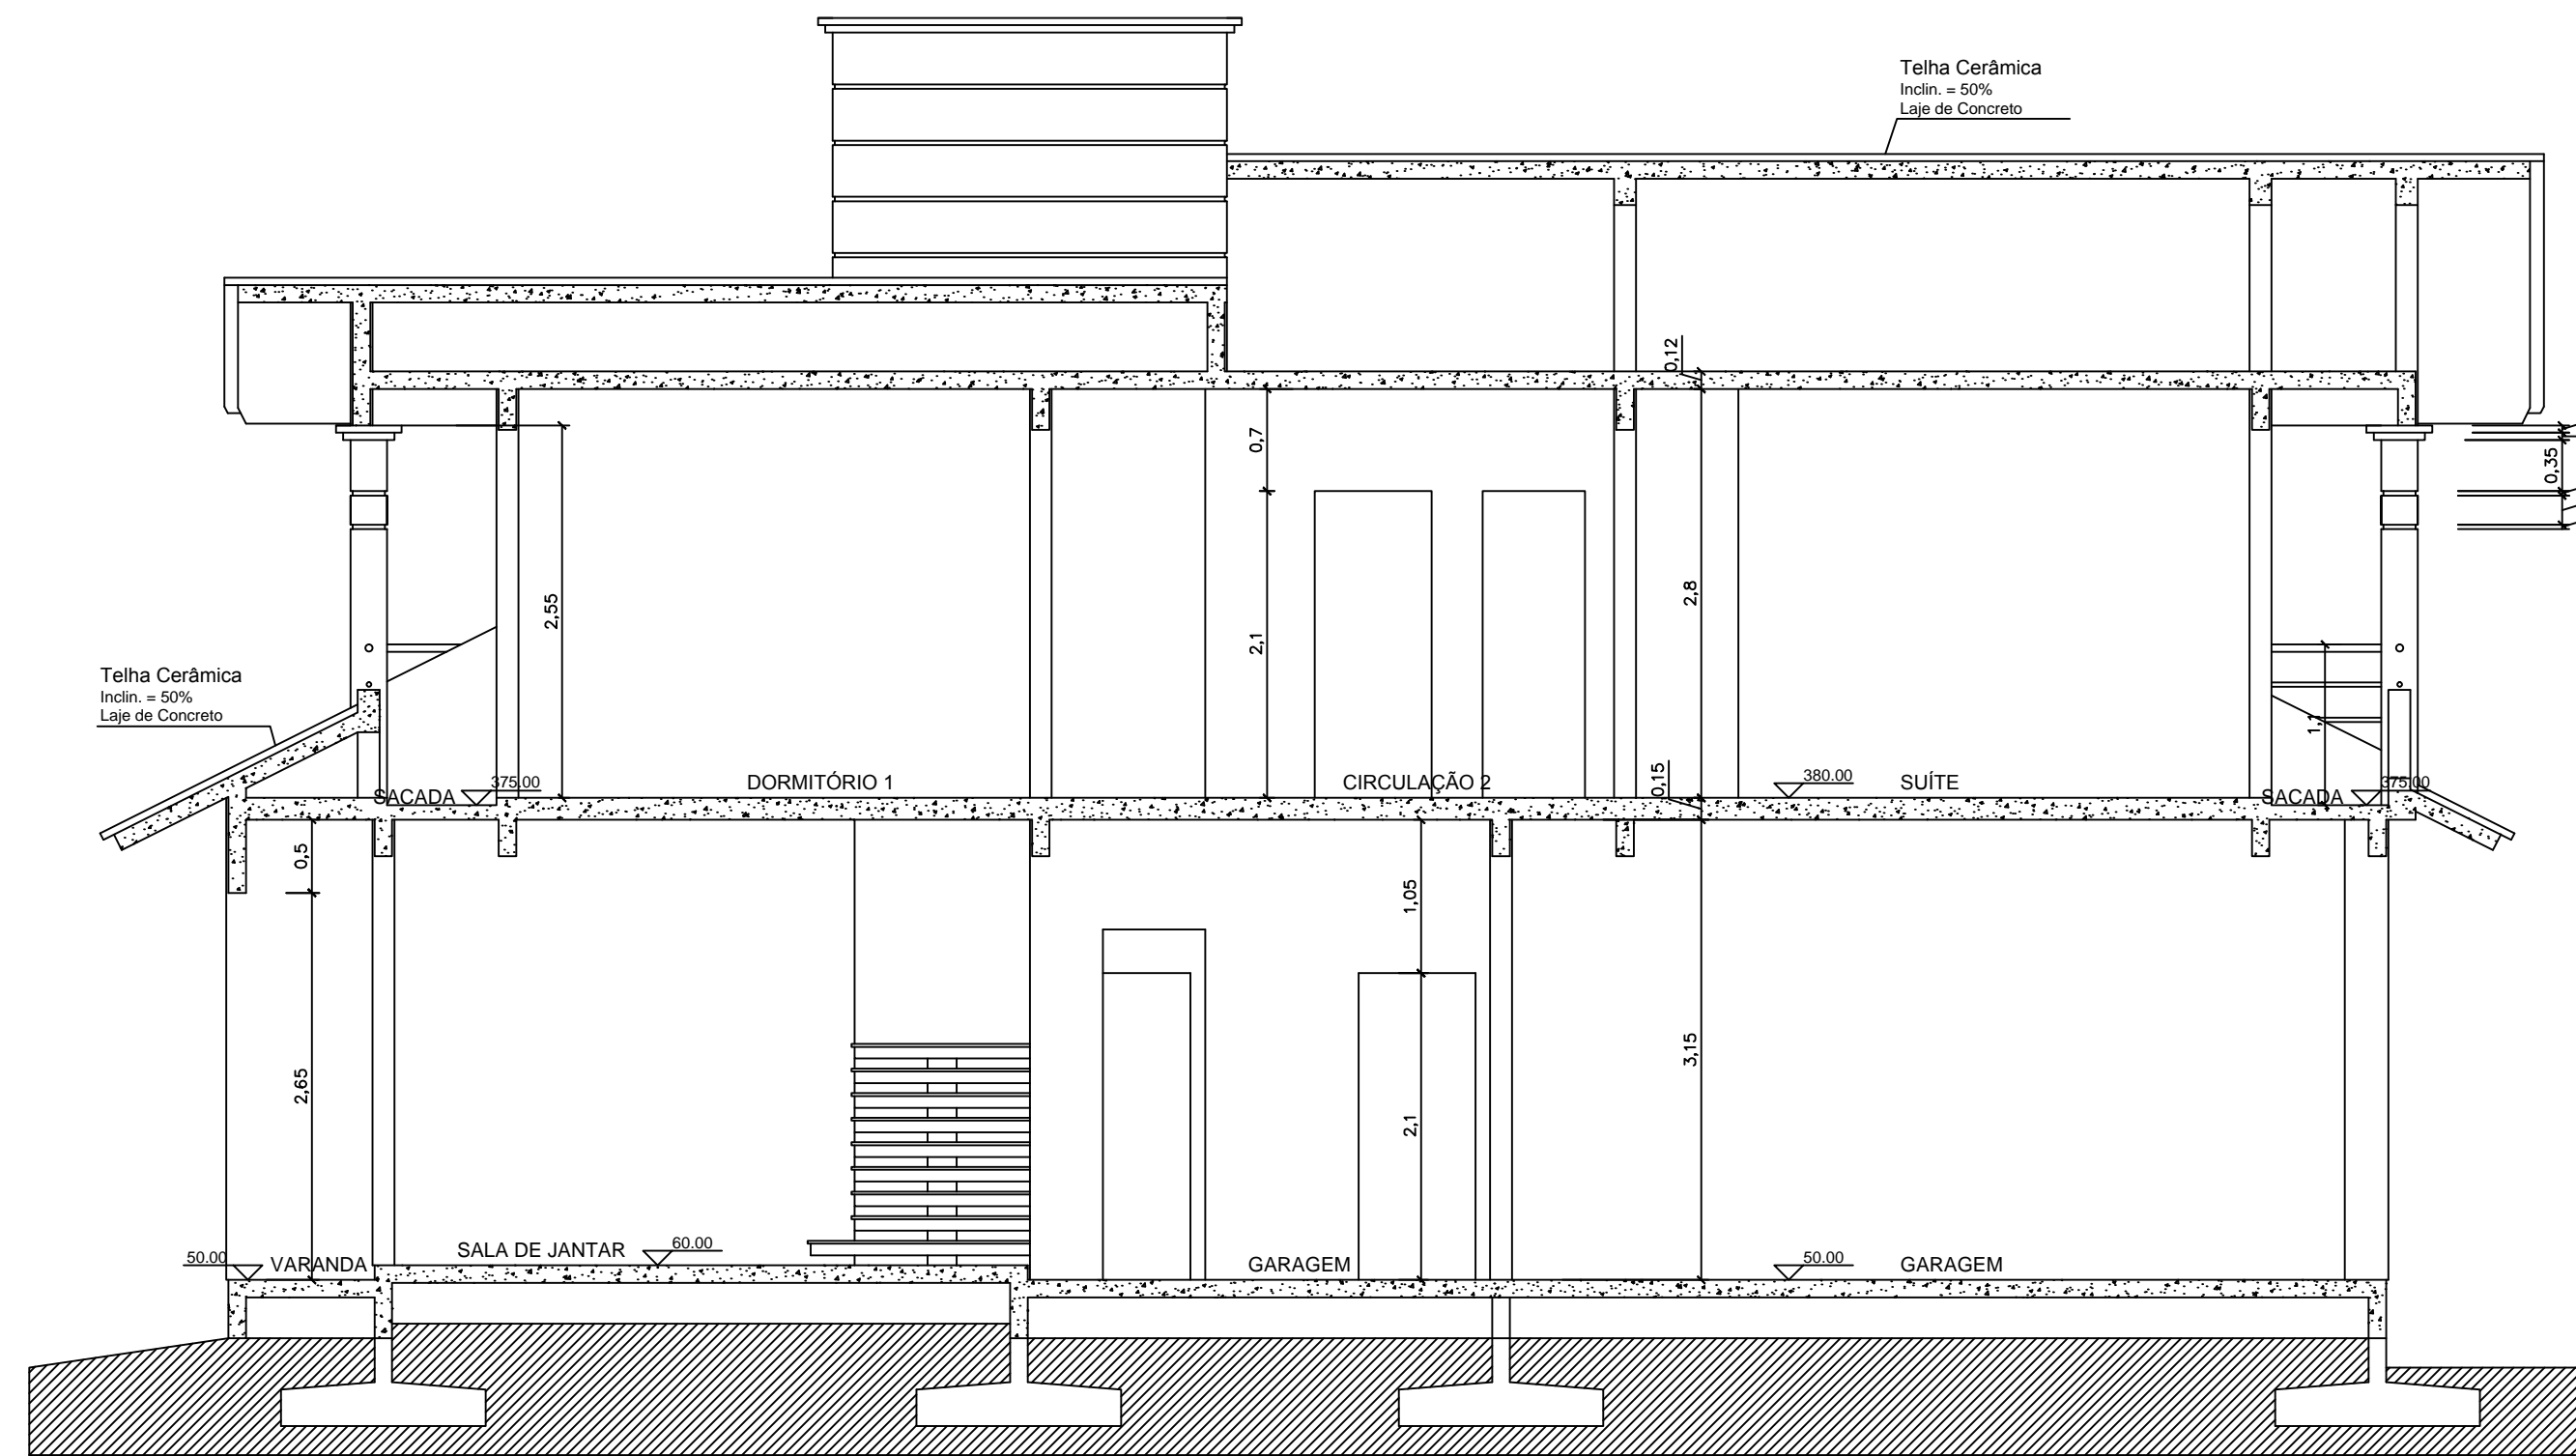 Telha Cerâmica
Inclin. = 50%
Laje de Concreto
0,12
0,7
0,35
2,55
2,8
2,1
Telha Cerâmica
Inclin. = 50%
Laje de Concreto
1,1
SACADA
375.00
DORMITÓRIO 1
CIRCULAÇÃO 2
0,15
380.00
SUÍTE
SACADA
375.00
0,5
1,05
2,65
3,15
2,1
50.00
VARANDA
SALA DE JANTAR
60.00
GARAGEM
50.00
GARAGEM